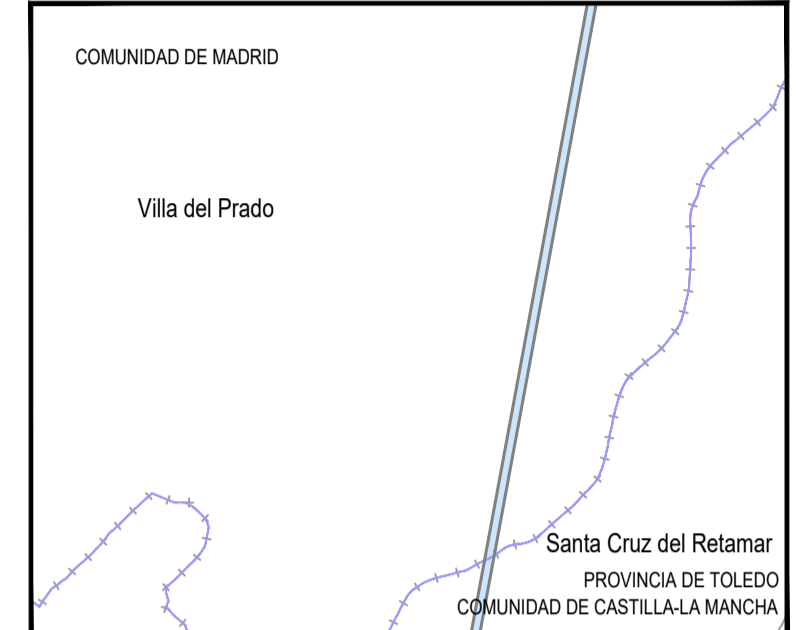 COMUNIDAD DE MADRID
Villa del Prado
Santa Cruz del Retamar
PROVINCIA DE TOLEDO
COMUNIDAD DE CASTILLA-LA MANCHA